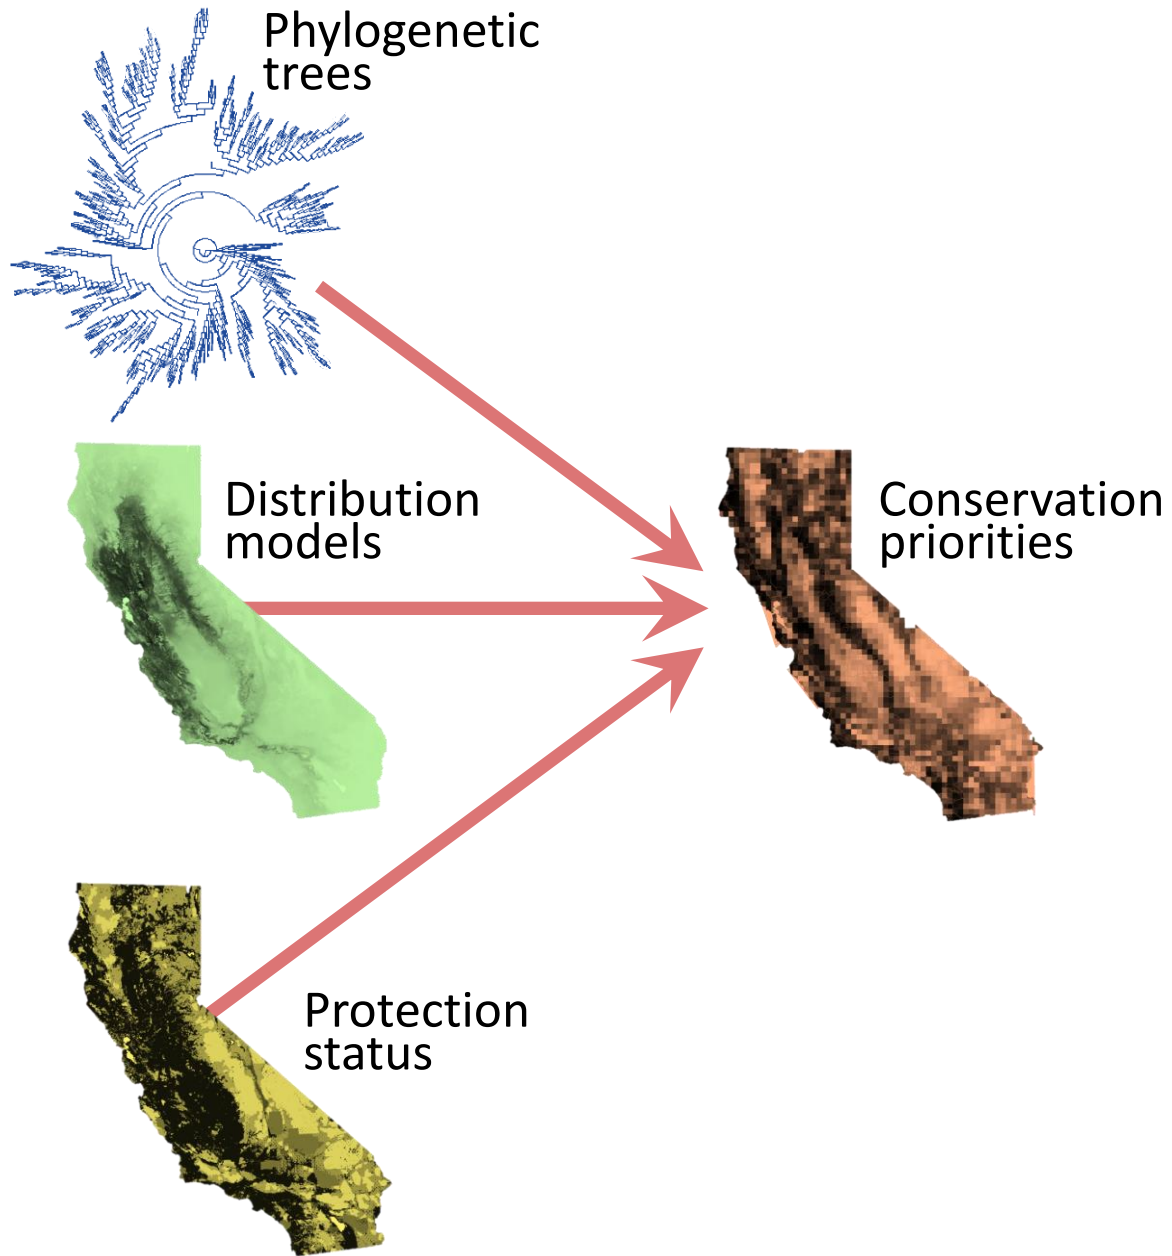 Phylogenetic
trees
Distribution
models
Conservation
priorities
Protection
status